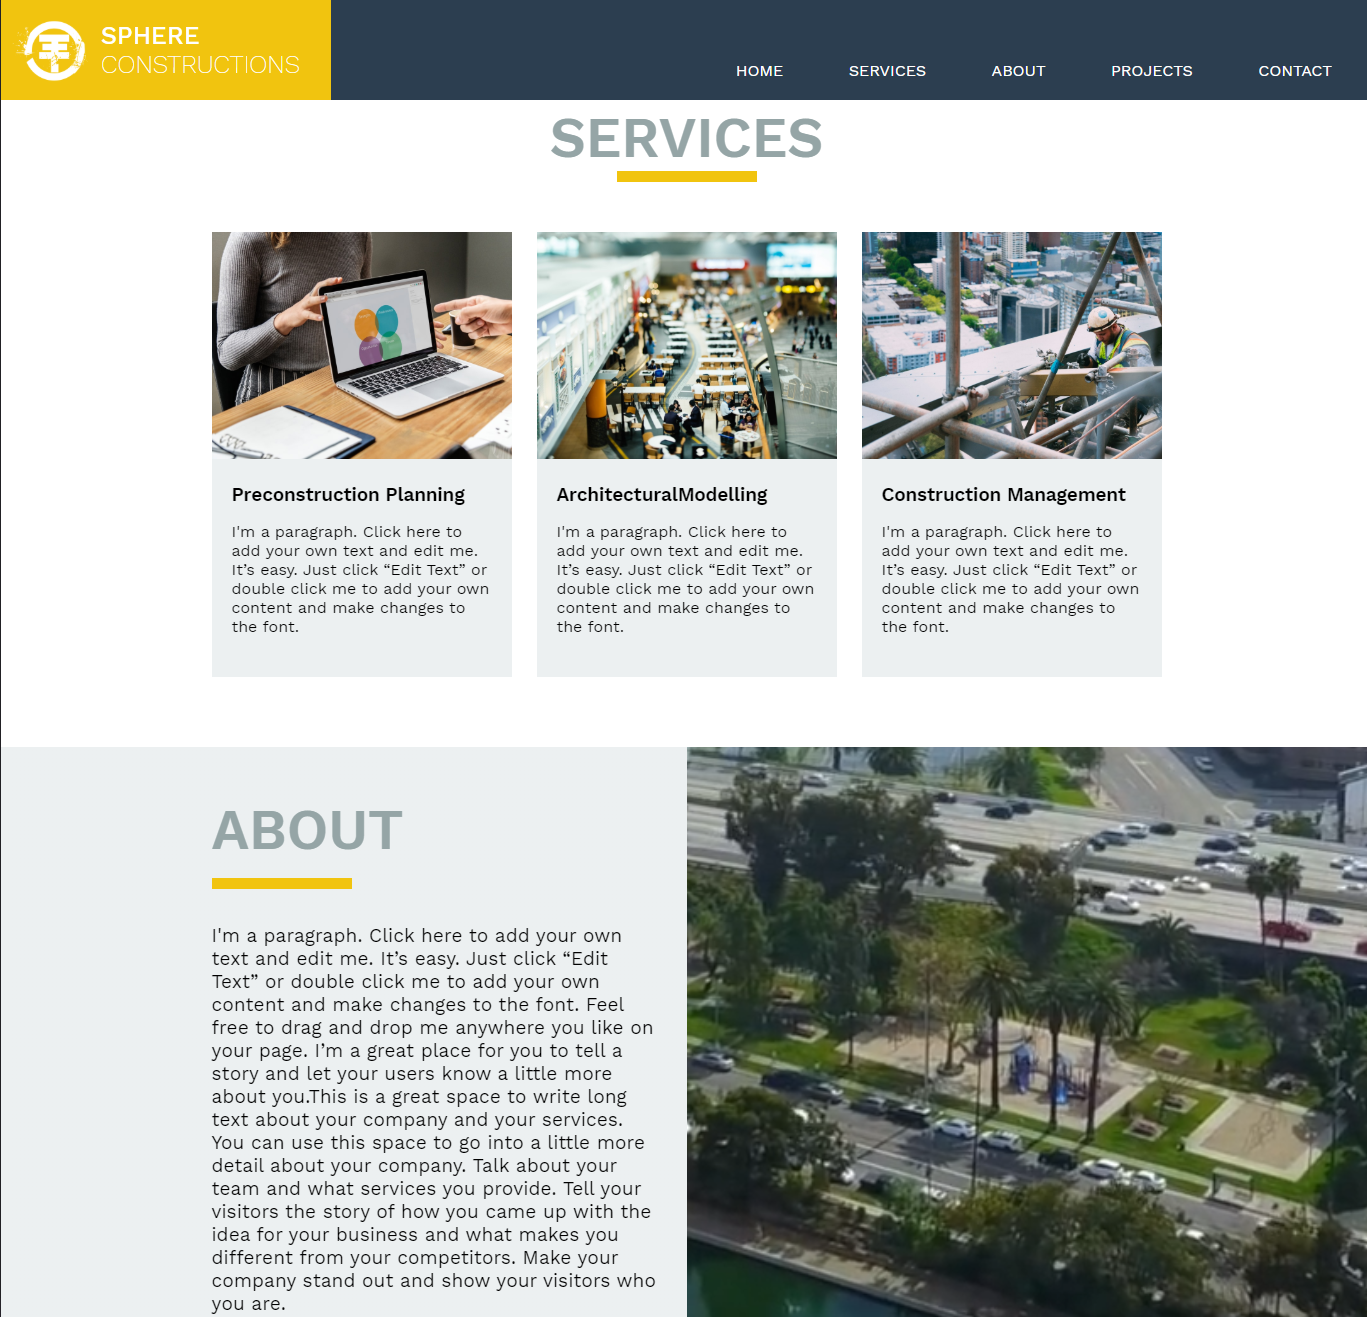 SPHERE
CONSTRUCTIONS
HOME SERVICES ABOUT PROJECTS CONTACT
SERVICES
Preconstruction Planning
I'm a paragraph. Click here to
add your own text and edit me.
It’s easy. Just click “Edit Text” or
double click me to add your own
content and make changes to
the font.
ArchitecturalModelling
I'm a paragraph. Click here to
add your own text and edit me.
It’s easy. Just click “Edit Text” or
double click me to add your own
content and make changes to
the font.
Construction Management
I'm a paragraph. Click here to
add your own text and edit me.
It’s easy. Just click “Edit Text” or
double click me to add your own
content and make changes to
the font.
ABOUT
I'm a paragraph. Click here to add your own
text and edit me. It’s easy. Just click “Edit
Text” or double click me to add your own
content and make changes to the font. Feel
free to drag and drop me anywhere you like on
your page. I’m a great place for you to tell a
story and let your users know a little more
about you.This is a great space to write long
text about your company and your services.
You can use this space to go into a little more
detail about your company. Talk about your
team and what services you provide. Tell your
visitors the story of how you came up with the
idea for your business and what makes you
different from your competitors. Make your
company stand out and show your visitors who
you are.